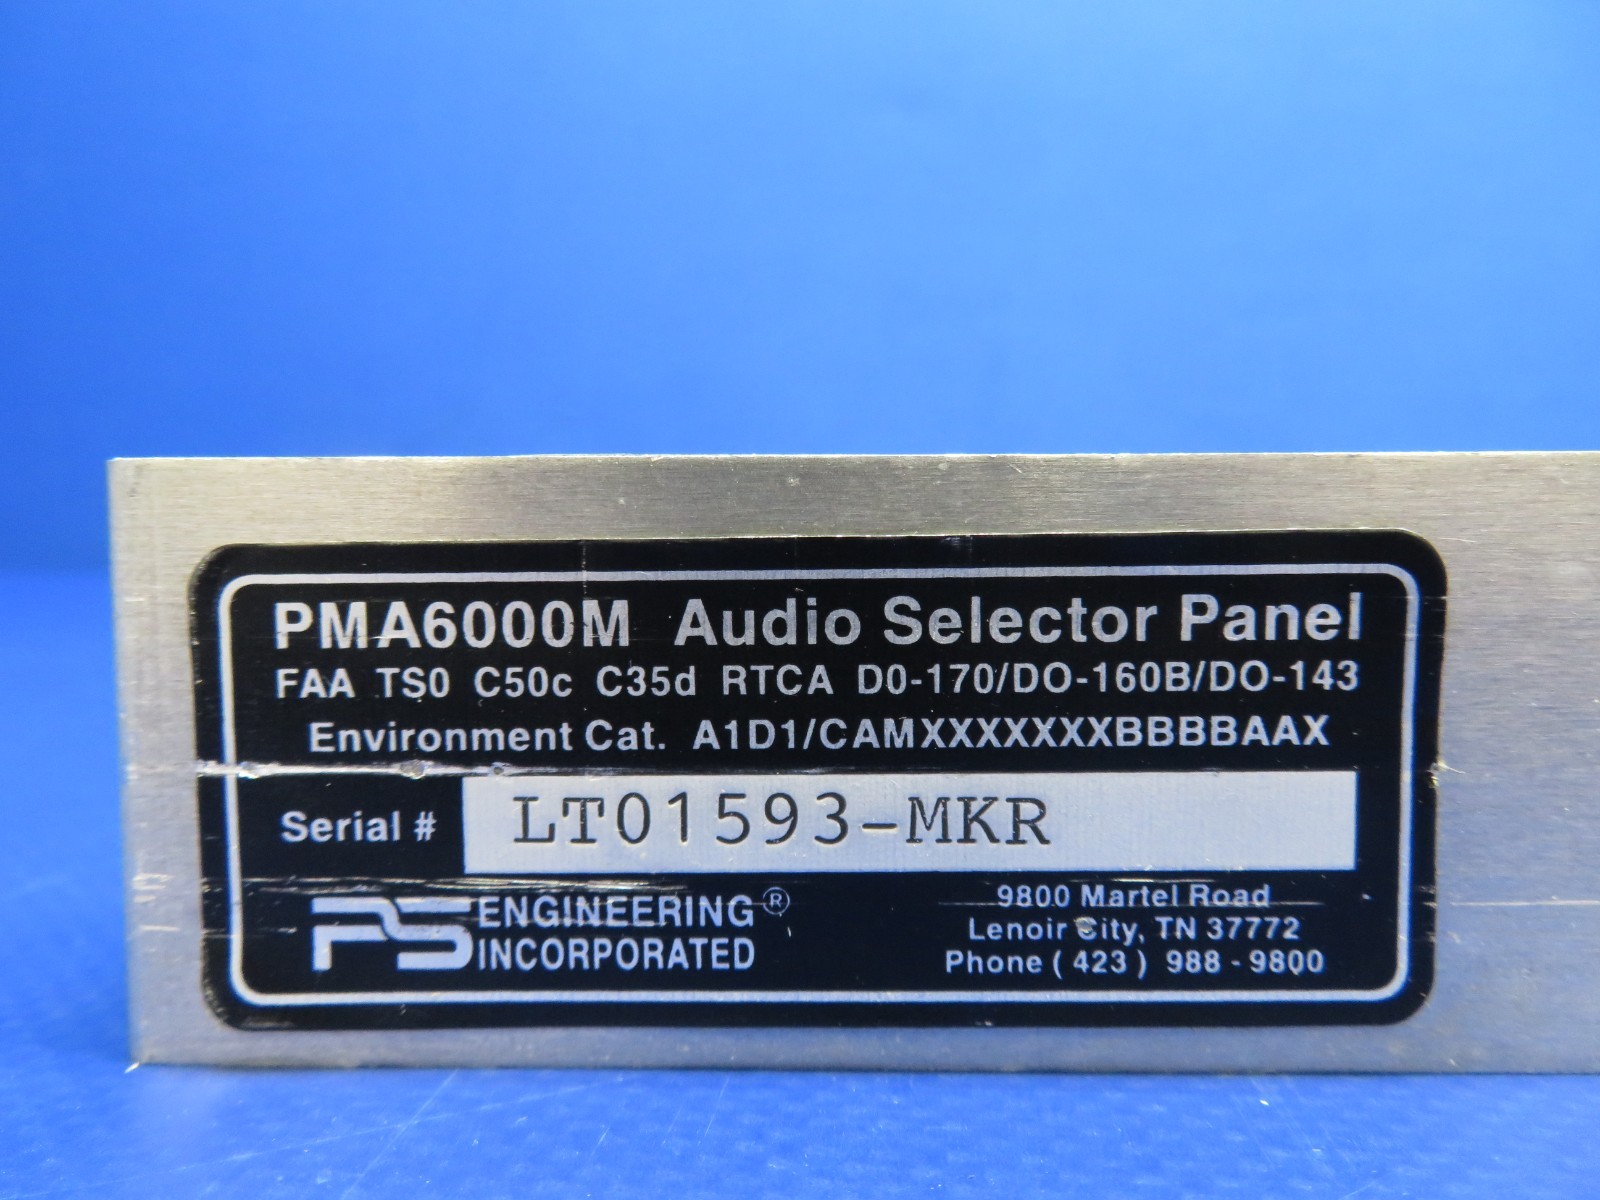 PMA6000M Audio Selector Panel
FAA TS0 C50c C35d RTCA D0-170/DO-160B/DO-143
Environment Cat. A1D1/CAMXXXXXXXBBBBAAX
Serial # LT01593-MKR
PS ENGINEERING ®
INCORPORATED
9800 Martel Road
Lenoir City, TN 37772
Phone ( 423 ) 988 - 9800